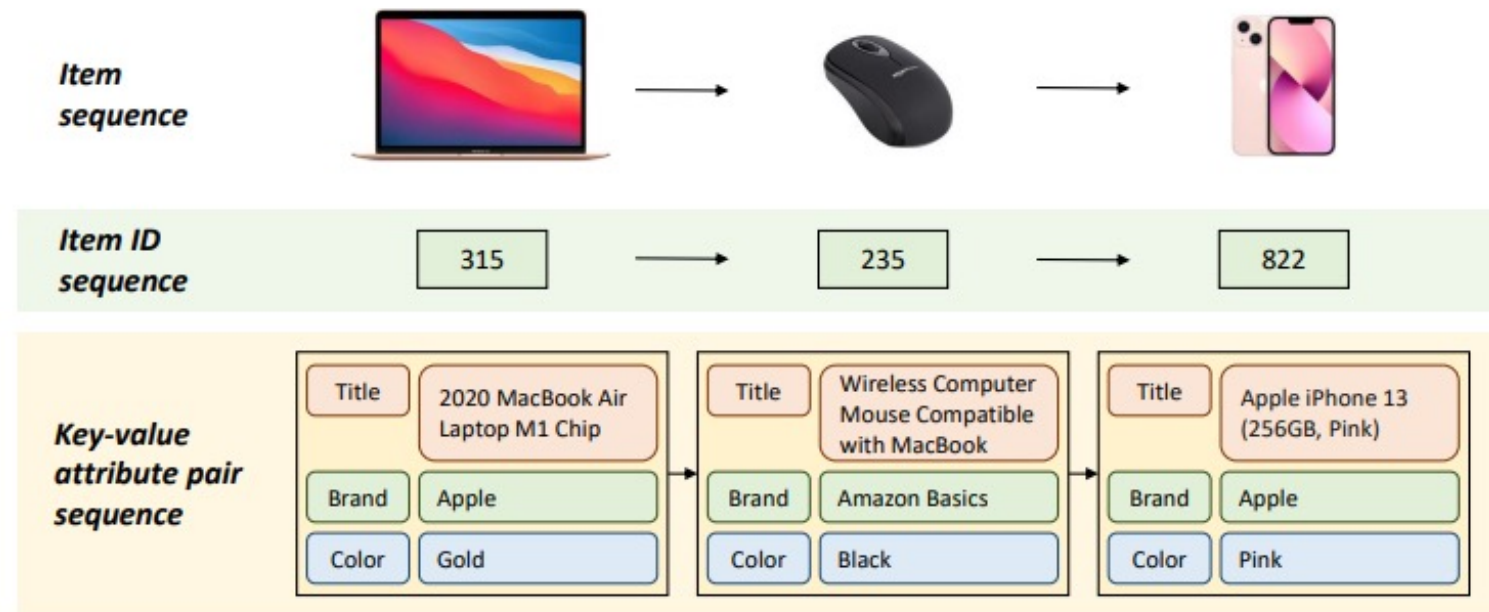 Item
sequence
Item ID
sequence
315
235
822
Key-value
attribute pair
sequence
Title
2020 MacBook Air
Laptop M1 Chip
Brand
Apple
Color
Gold
Title
Wireless Computer
Mouse Compatible
with MacBook
Brand
Amazon Basics
Color
Black
Title
Apple iPhone 13
(256GB, Pink)
Brand
Apple
Color
Pink